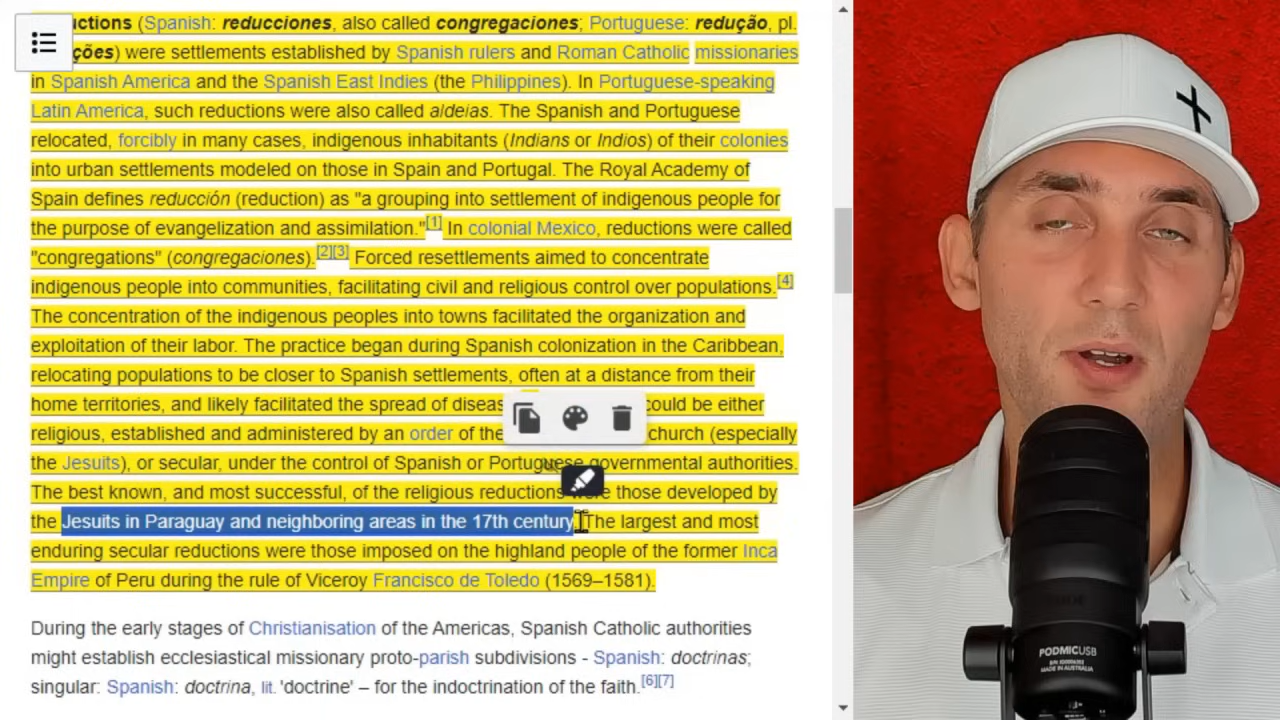 uctions (Spanish: reducciones, also called congregaciones; Portuguese: redução, pl.
ções) were settlements established by Spanish rulers and Roman Catholic missionaries
in Spanish America and the Spanish East Indies (the Philippines). In Portuguese-speaking
Latin America, such reductions were also called aldeias. The Spanish and Portuguese
relocated, forcibly in many cases, indigenous inhabitants (Indians or Indios) of their colonies
into urban settlements modeled on those in Spain and Portugal. The Royal Academy of
Spain defines reducción (reduction) as "a grouping into settlement of indigenous people for
the purpose of evangelization and assimilation."[1] In colonial Mexico, reductions were called
"congregations" (congregaciones).[2][3] Forced resettlements aimed to concentrate
indigenous people into communities, facilitating civil and religious control over populations.[4]
The concentration of the indigenous peoples into towns facilitated the organization and
exploitation of their labor. The practice began during Spanish colonization in the Caribbean,
relocating populations to be closer to Spanish settlements, often at a distance from their
home territories, and likely facilitated the spread of diseas could be either
religious, established and administered by an order of the church (especially
the Jesuits), or secular, under the control of Spanish or Portuguese governmental authorities.
The best known, and most successful, of the religious reductions were those developed by
the Jesuits in Paraguay and neighboring areas in the 17th century. The largest and most
enduring secular reductions were those imposed on the highland people of the former Inca
Empire of Peru during the rule of Viceroy Francisco de Toledo (1569–1581).
During the early stages of Christianisation of the Americas, Spanish Catholic authorities
might establish ecclesiastical missionary proto-parish subdivisions - Spanish: doctrinas;
singular: Spanish: doctrina, lit. 'doctrine' – for the indoctrination of the faith.[6][7]
PODMICUSB
MADE IN AUSTRALIA